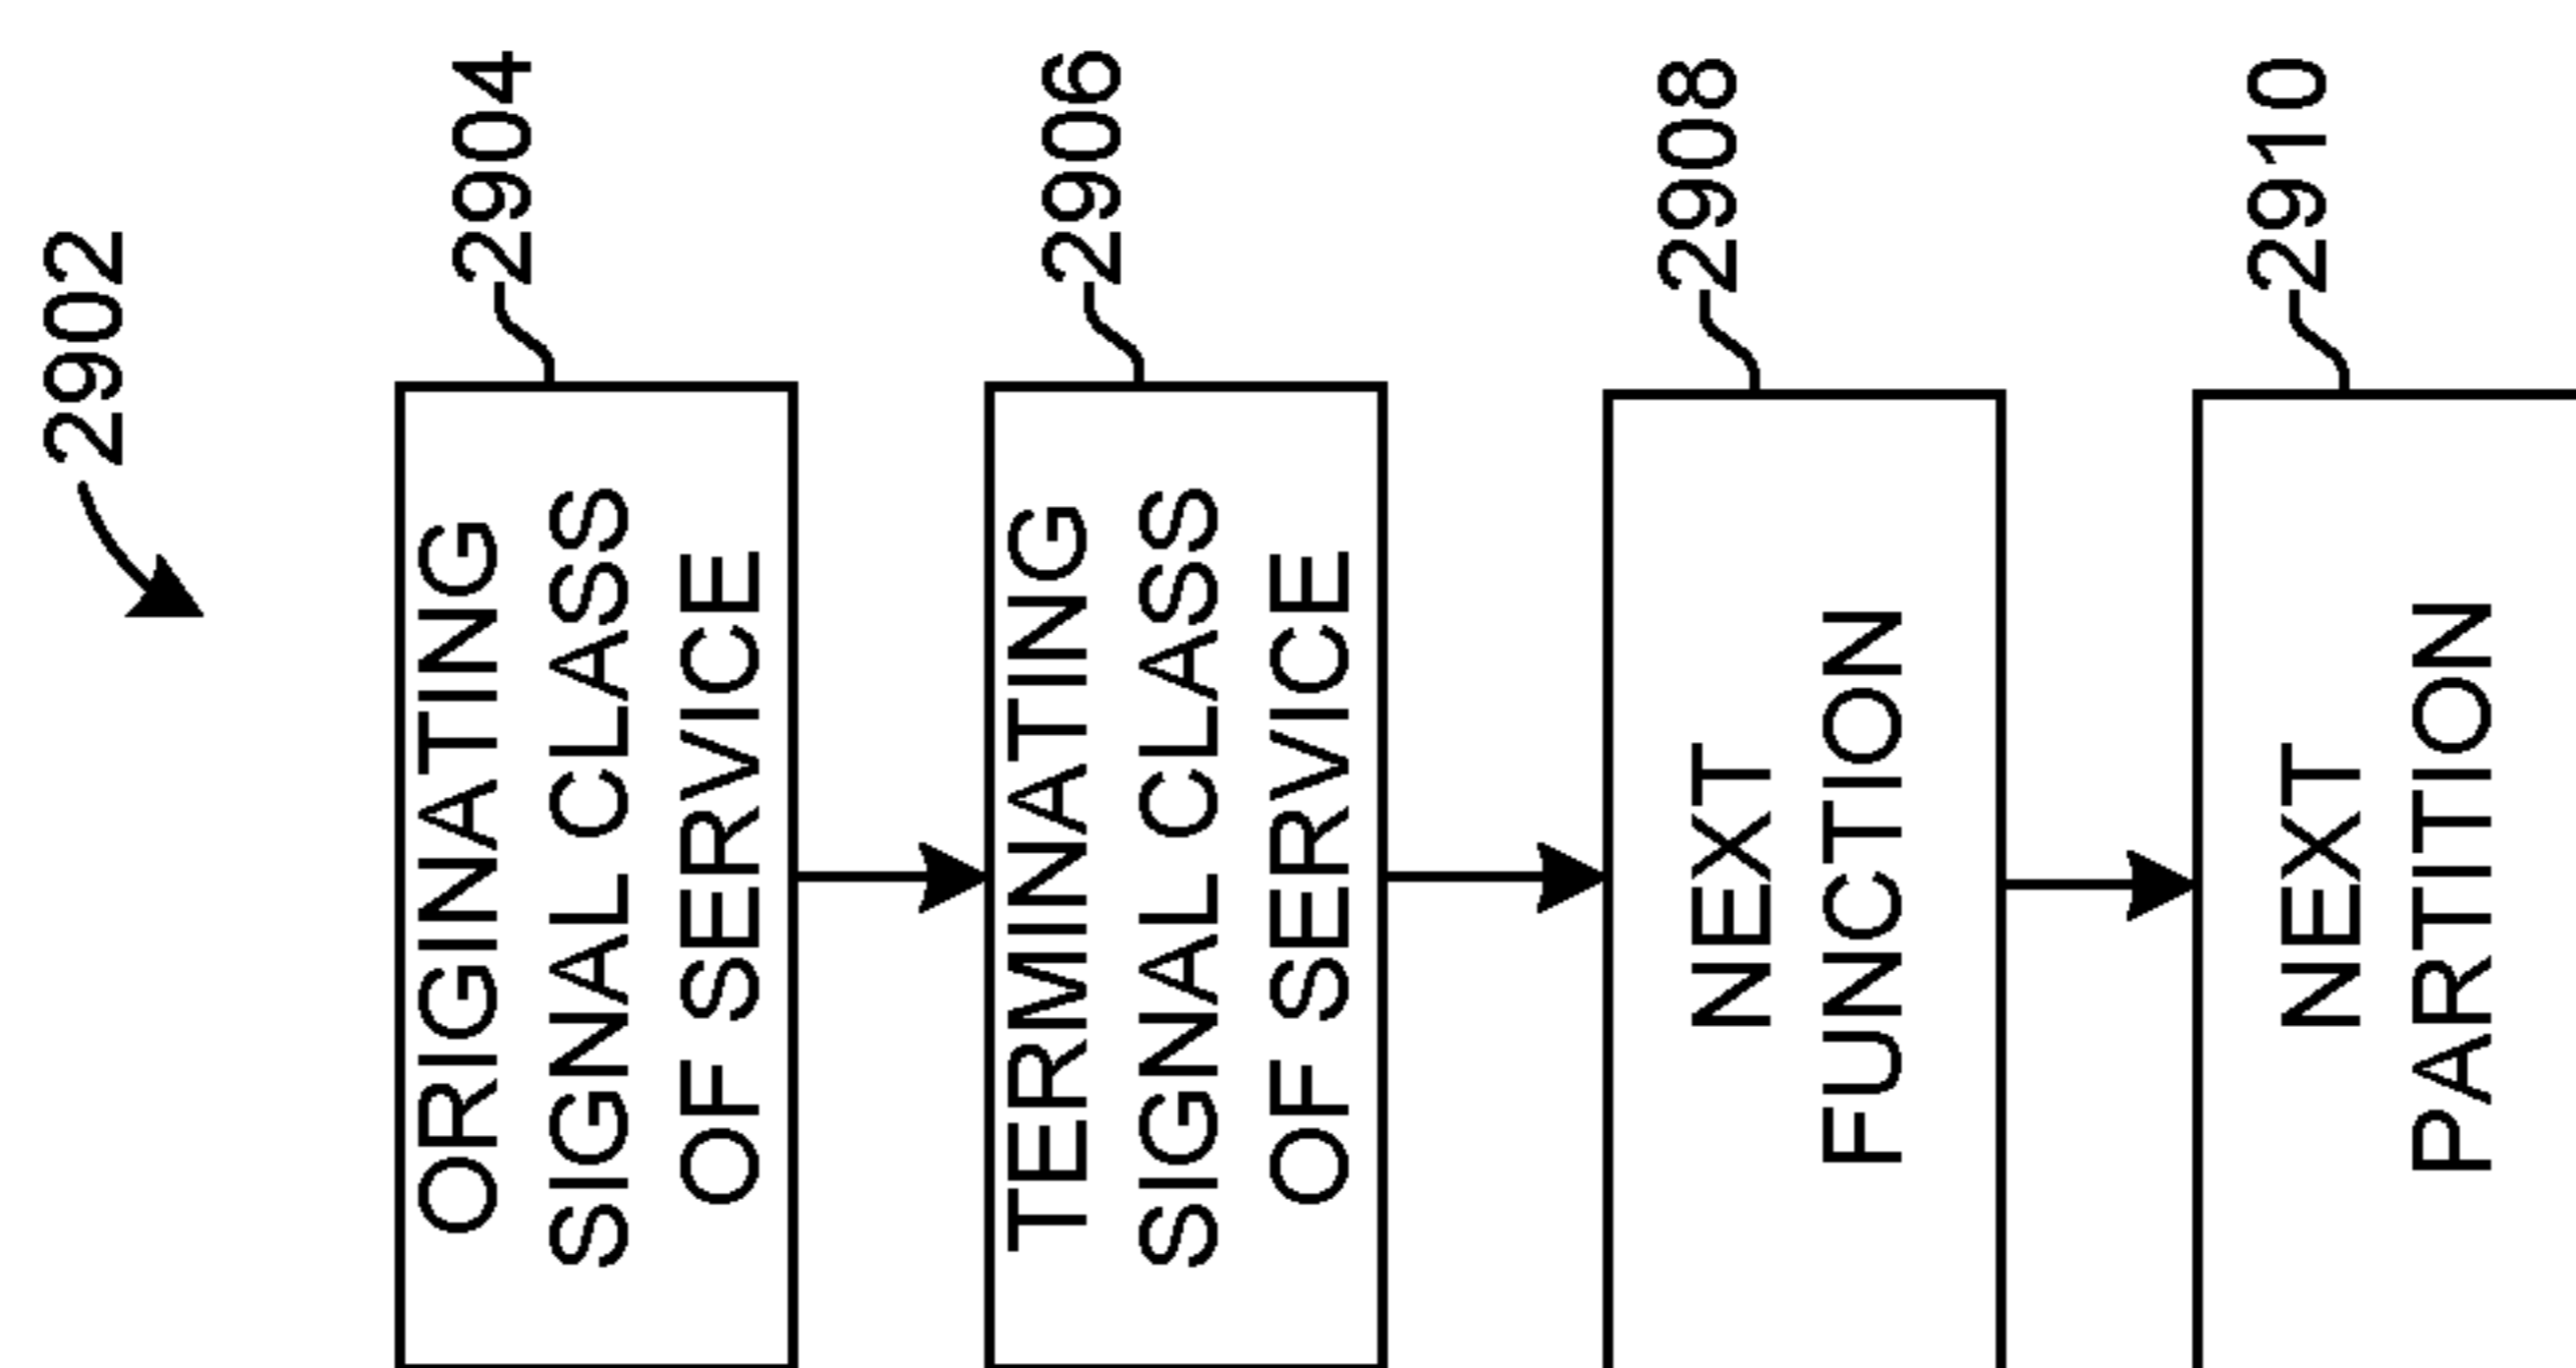 2902
ORIGINATING
SIGNAL CLASS
OF SERVICE
2904
TERMINATING
SIGNAL CLASS
OF SERVICE
2906
NEXT
FUNCTION
2908
NEXT
PARTITION
2910